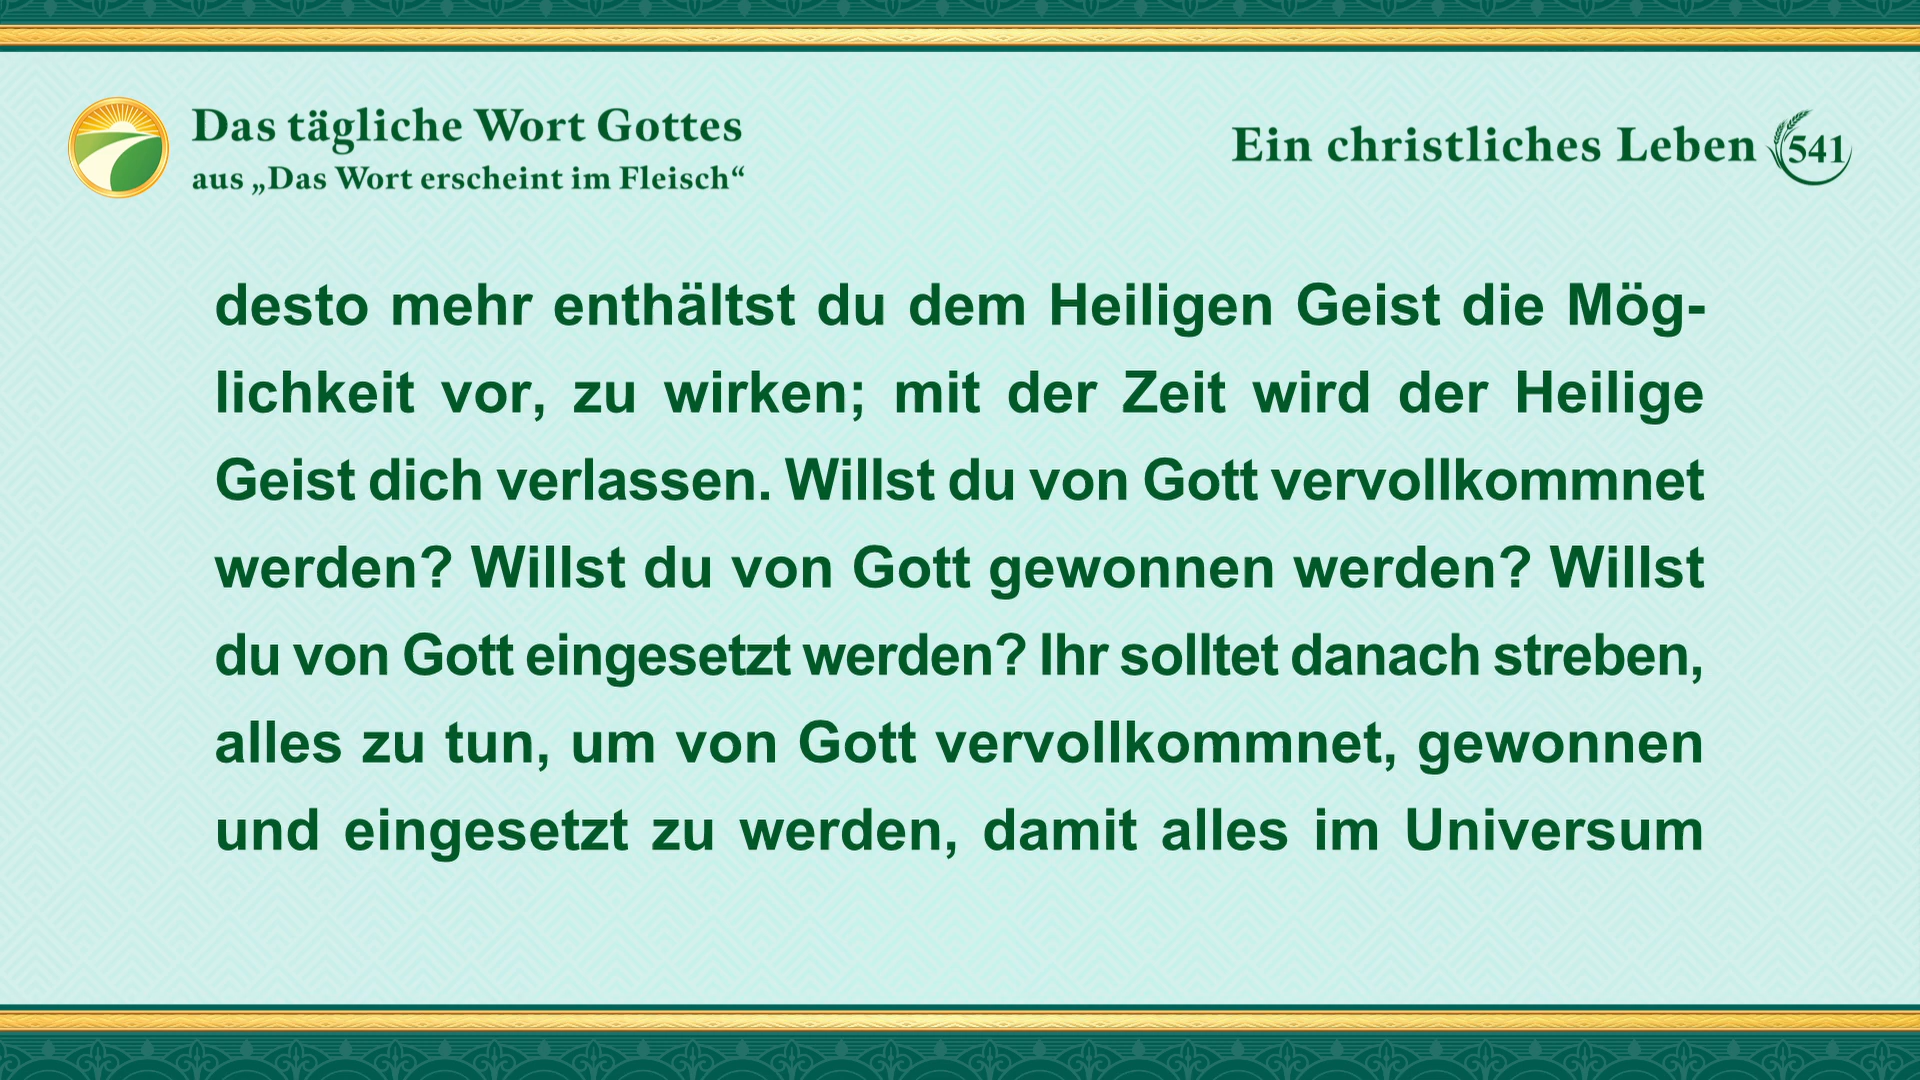 Das tägliche Wort Gottes
aus „Das Wort erscheint im Fleisch“
Ein christliches Leben 541
desto mehr enthältst du dem Heiligen Geist die Mög-
lichkeit vor, zu wirken; mit der Zeit wird der Heilige
Geist dich verlassen. Willst du von Gott vervollkommnet
werden? Willst du von Gott gewonnen werden? Willst
du von Gott eingesetzt werden? Ihr solltet danach streben,
alles zu tun, um von Gott vervollkommnet, gewonnen
und eingesetzt zu werden, damit alles im Universum